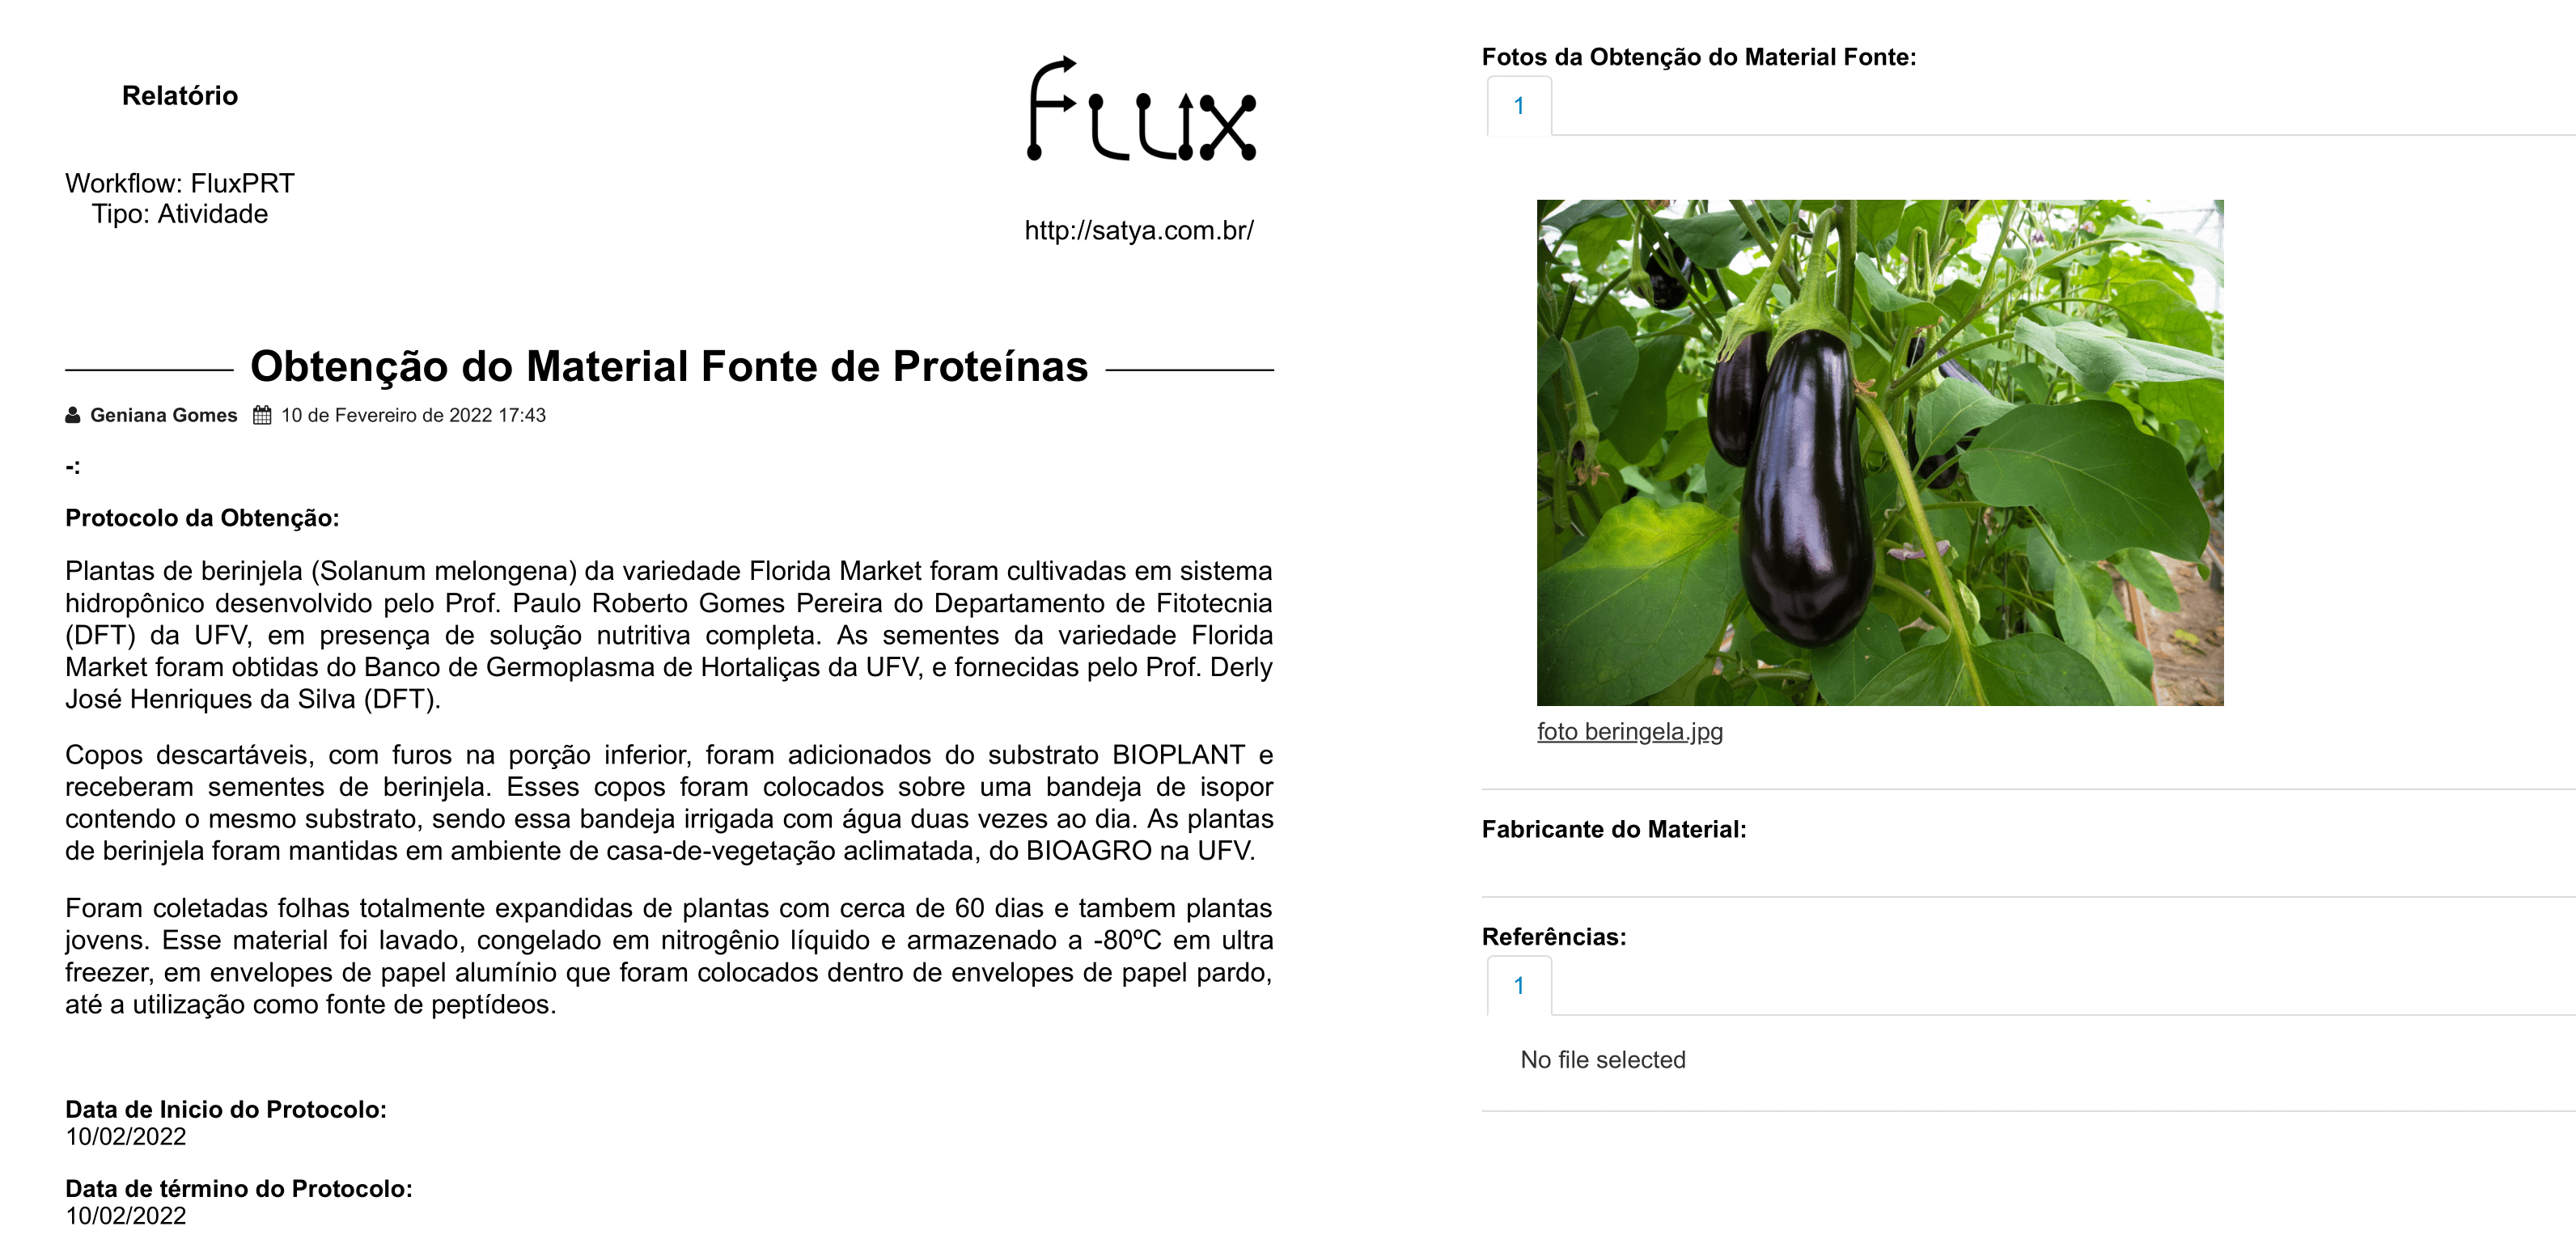 Relatório
Workflow: FluxPRT
Tipo: Atividade
Flux
http://satya.com.br/
Obtenção do Material Fonte de Proteínas
Geniana Gomes 10 de Fevereiro de 2022 17:43
-:
Protocolo da Obtenção:
Plantas de berinjela (Solanum melongena) da variedade Florida Market foram cultivadas em sistema
hidropônico desenvolvido pelo Prof. Paulo Roberto Gomes Pereira do Departamento de Fitotecnia
(DFT) da UFV, em presença de solução nutritiva completa. As sementes da variedade Florida
Market foram obtidas do Banco de Germoplasma de Hortaliças da UFV, e fornecidas pelo Prof. Derly
José Henriques da Silva (DFT).
Copos descartáveis, com furos na porção inferior, foram adicionados do substrato BIOPLANT e
receberam sementes de berinjela. Esses copos foram colocados sobre uma bandeja de isopor
contendo o mesmo substrato, sendo essa bandeja irrigada com água duas vezes ao dia. As plantas
de berinjela foram mantidas em ambiente de casa-de-vegetação aclimatada, do BIOAGRO na UFV.
Foram coletadas folhas totalmente expandidas de plantas com cerca de 60 dias e tambem plantas
jovens. Esse material foi lavado, congelado em nitrogênio líquido e armazenado a -80ºC em ultra
freezer, em envelopes de papel alumínio que foram colocados dentro de envelopes de papel pardo,
até a utilização como fonte de peptídeos.
Data de Inicio do Protocolo:
10/02/2022
Data de término do Protocolo:
10/02/2022
Fotos da Obtenção do Material Fonte:
1
foto beringela.jpg
Fabricante do Material:
Referências:
1
No file selected